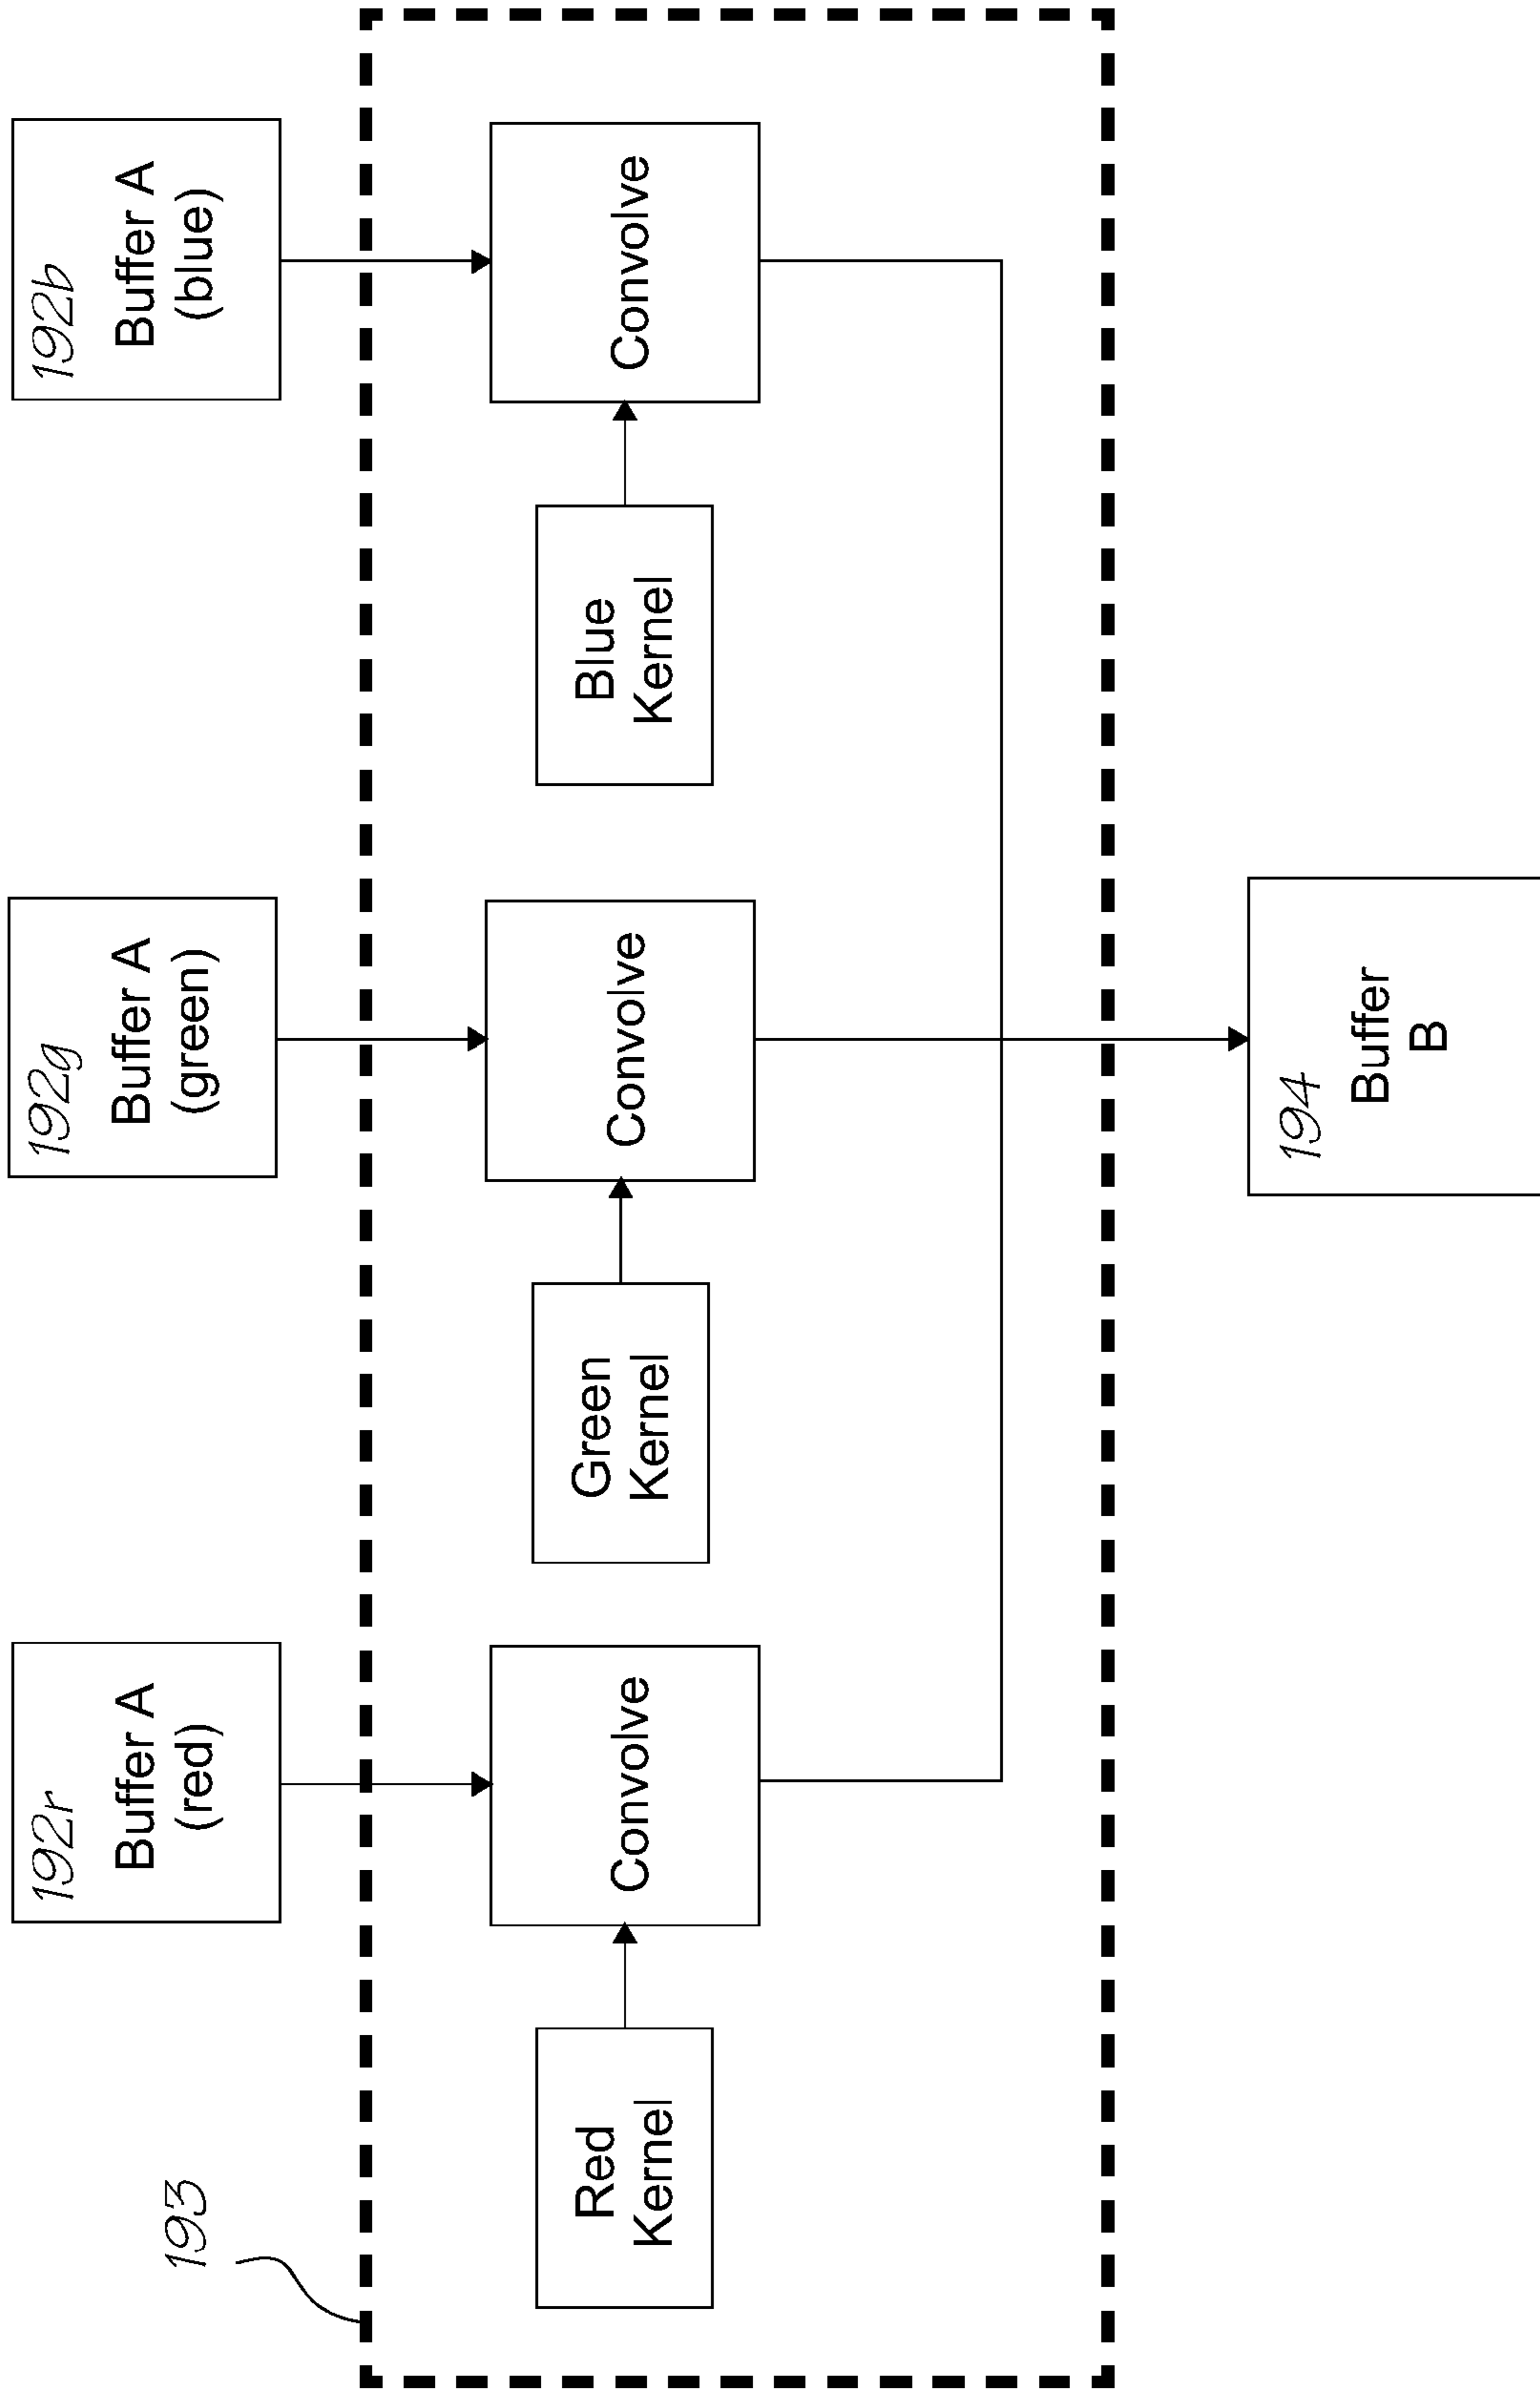 193
192r
Buffer A
(red)
192g
Buffer A
(green)
192b
Buffer A
(blue)
Red
Kernel
Convolve
Green
Kernel
Convolve
Blue
Kernel
Convolve
194
Buffer
B